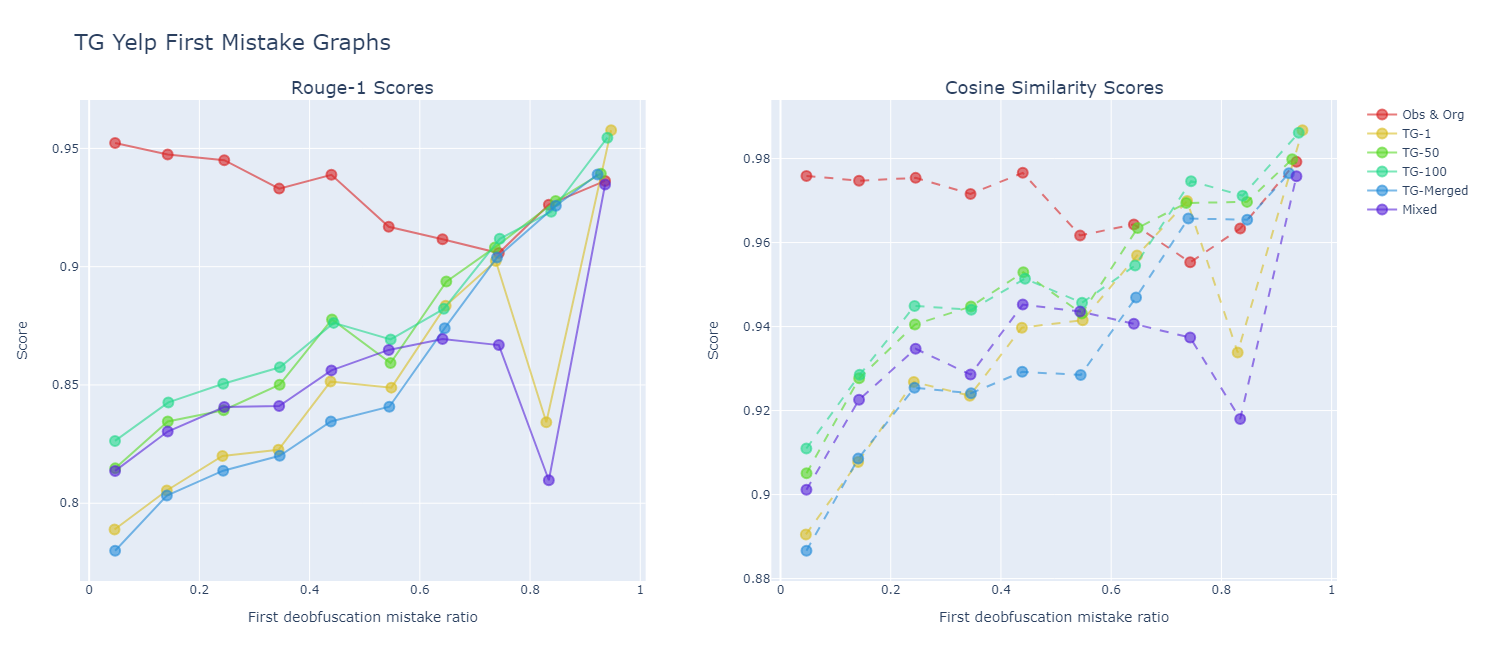 TG Yelp First Mistake Graphs
Rouge-1 Scores
Cosine Similarity Scores
Score
0.95
0.9
0.85
0.8
0
0.2
0.4
0.6
0.8
1
First deobfuscation mistake ratio
Score
0.98
0.96
0.94
0.92
0.9
0.88
0
0.2
0.4
0.6
0.8
1
First deobfuscation mistake ratio
Obs & Org
TG-1
TG-50
TG-100
TG-Merged
Mixed